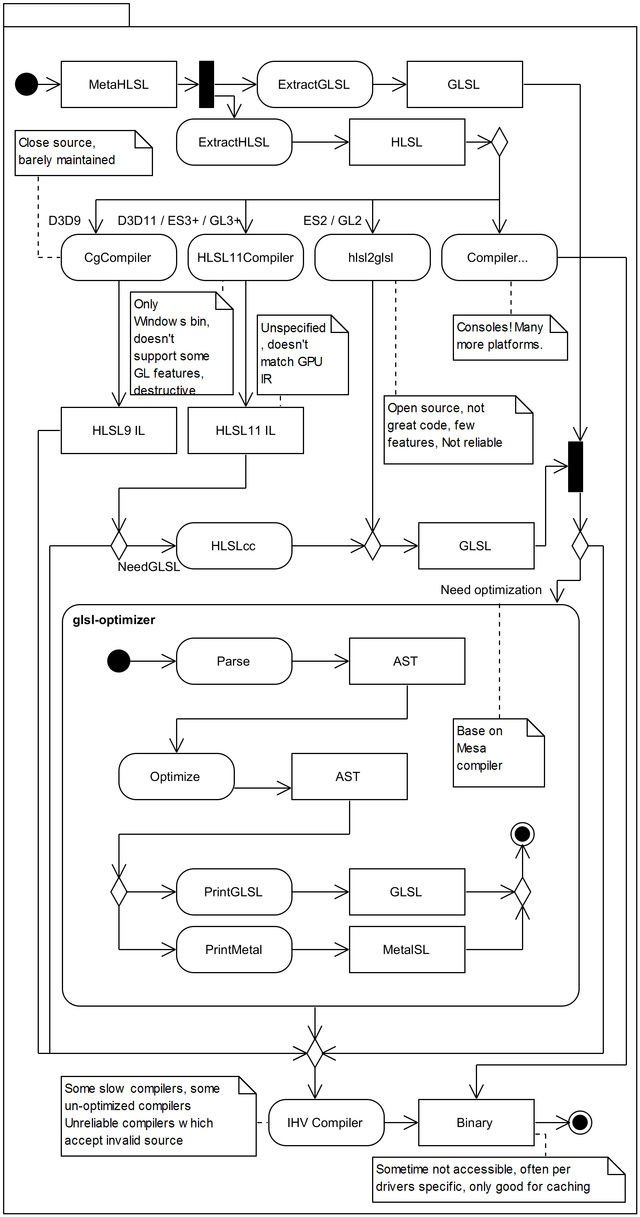 MetaHLSL
ExtractGLSL
GLSL
ExtractHLSL
HLSL
Close source,
barely maintained
D3D9
D3D11 / ES3+ / GL3+
ES2 / GL2
CgCompiler
HLSL11Compiler
hlsl2glsl
Compiler...
Only
Windows bin,
doesn't
support some
GL features,
destructive
Unspecified
, doesn't
match GPU
IR
Consoles! Many
more platforms.
Open source, not
great code, few
features, Not reliable
HLSL9 IL
HLSL11 IL
HLSLcc
GLSL
NeedGLSL
Need optimization
glsl-optimizer
Parse
AST
Base on
Mesa
compiler
Optimize
AST
PrintGLSL
GLSL
PrintMetal
MetalSL
Some slow compilers, some
un-optimized compilers
Unreliable compilers which
accept invalid source
IHV Compiler
Binary
Sometime not accessible, often per
drivers specific, only good for caching